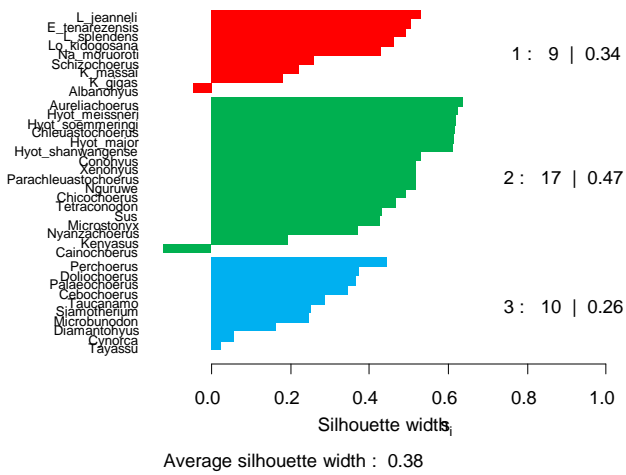 L_jeanneli
E_tenarezensis
L_splendens
Lo_kidogosana
Na_moruoroti
Schizochoerus
K_massai
K_gigas
Albanohyus
1 : 9 | 0.34
Aureliachoerus
Hyot_meissneri
Hyot_soemmeringi
Chleuastochoerus
Hyot_major
Hyot_shanwangense
Conohyus
Xenohyus
Parachleuastochoerus
Nguruwe
Chicochoerus
Tetraconodon
Sus
Microstonyx
Nyanzachoerus
Kenyasus
Cainochoerus
2 : 17 | 0.47
Perchoerus
Doliochoerus
Palaeochoerus
Cebochoerus
Taucanamo
Siamotherium
Microbunodon
Diamantohyus
Cynorca
Tayassu
3 : 10 | 0.26
0.0 0.2 0.4 0.6 0.8 1.0
Silhouette width si
Average silhouette width : 0.38